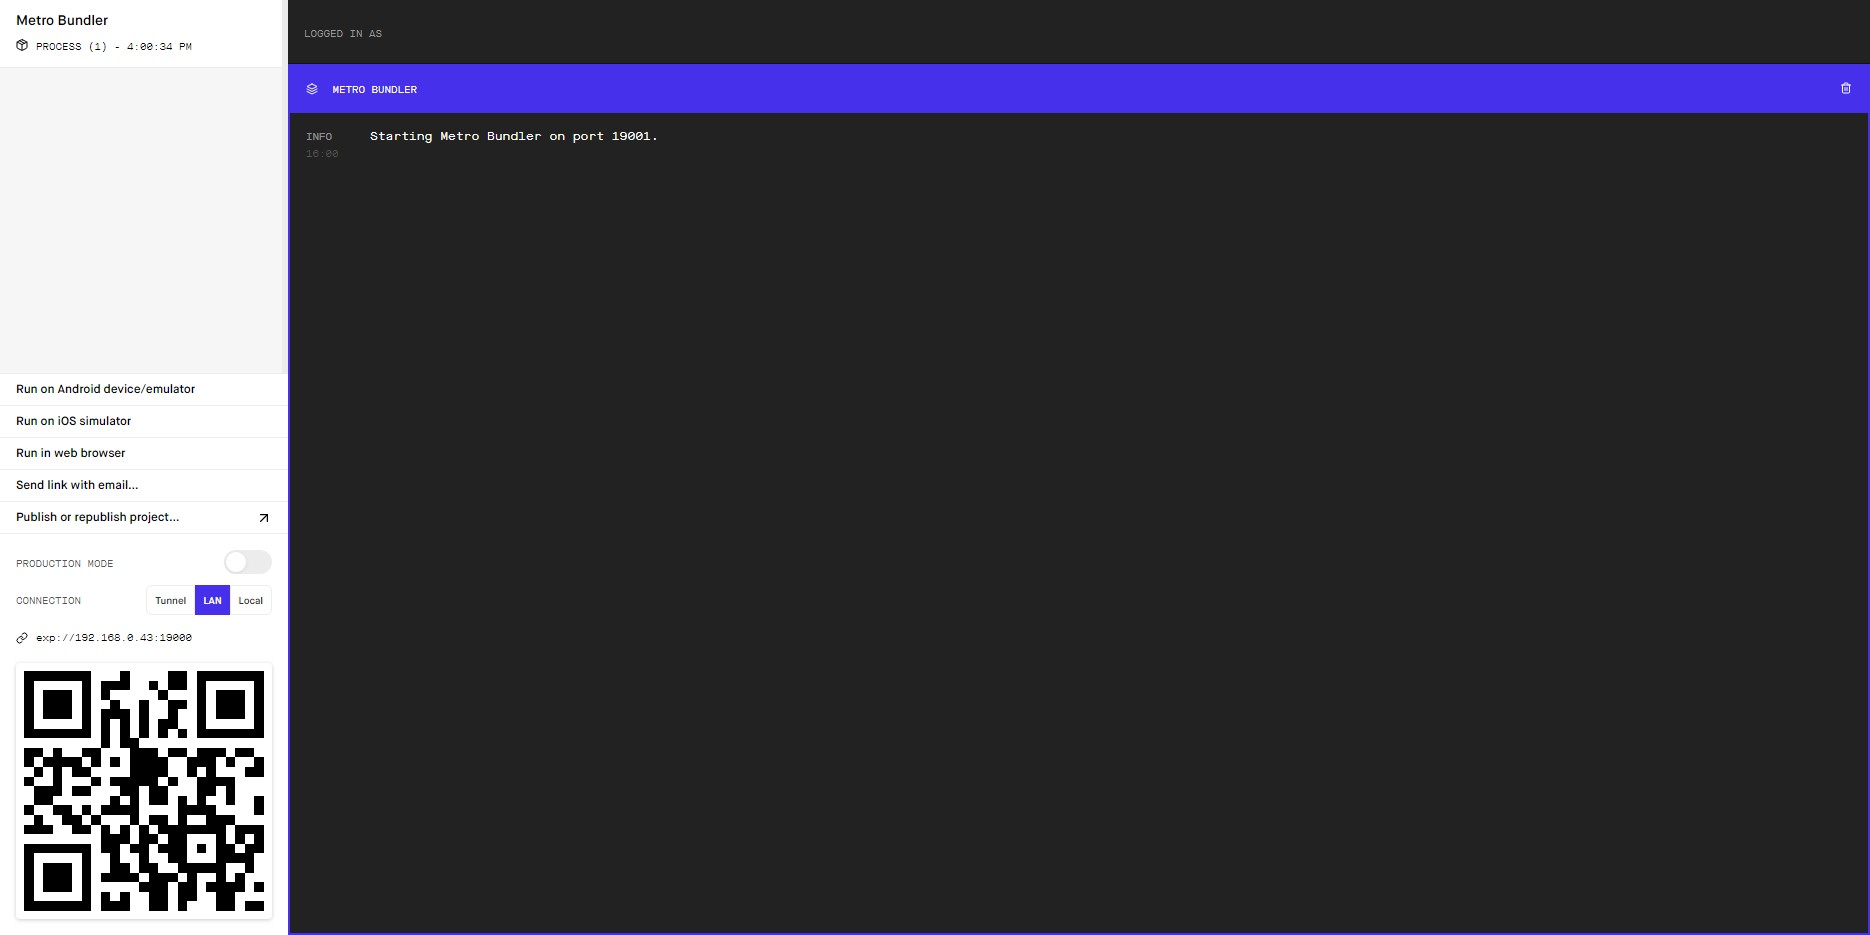 Metro Bundler
PROCESS (1) - 4:00:34 PM
Run on Android device/emulator
Run on iOS simulator
Run in web browser
Send link with email...
Publish or republish project...
PRODUCTION MODE
CONNECTION
Tunnel LAN Local
exp://192.168.0.43:19000
LOGGED IN AS
METRO BUNDLER
INFO Starting Metro Bundler on port 19001.
16:00